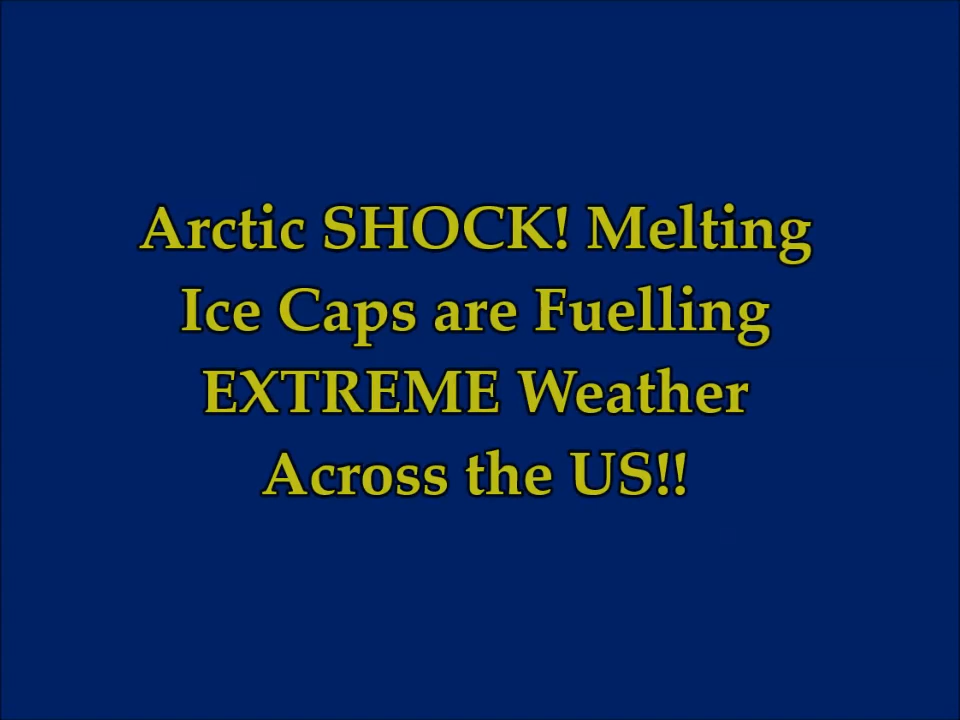 Arctic SHOCK! Melting
Ice Caps are Fuelling
EXTREME Weather
Across the US!!